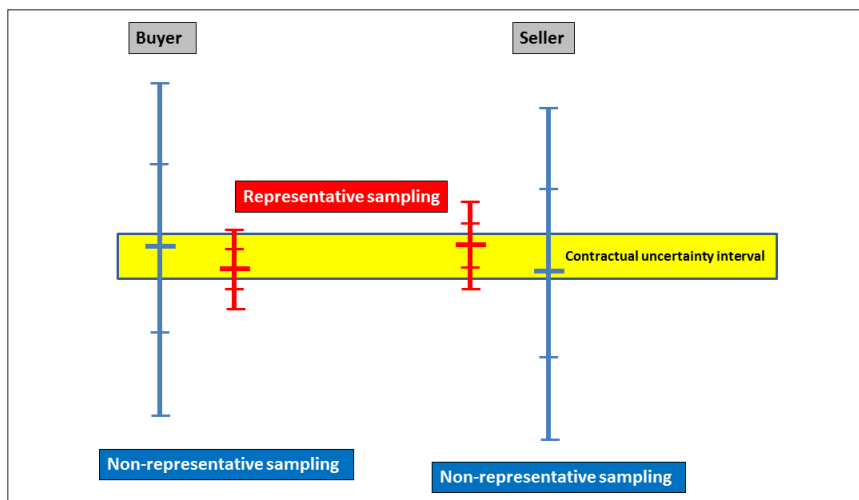 Buyer
Seller
Representative sampling
Contractual uncertainty interval
Non-representative sampling
Non-representative sampling